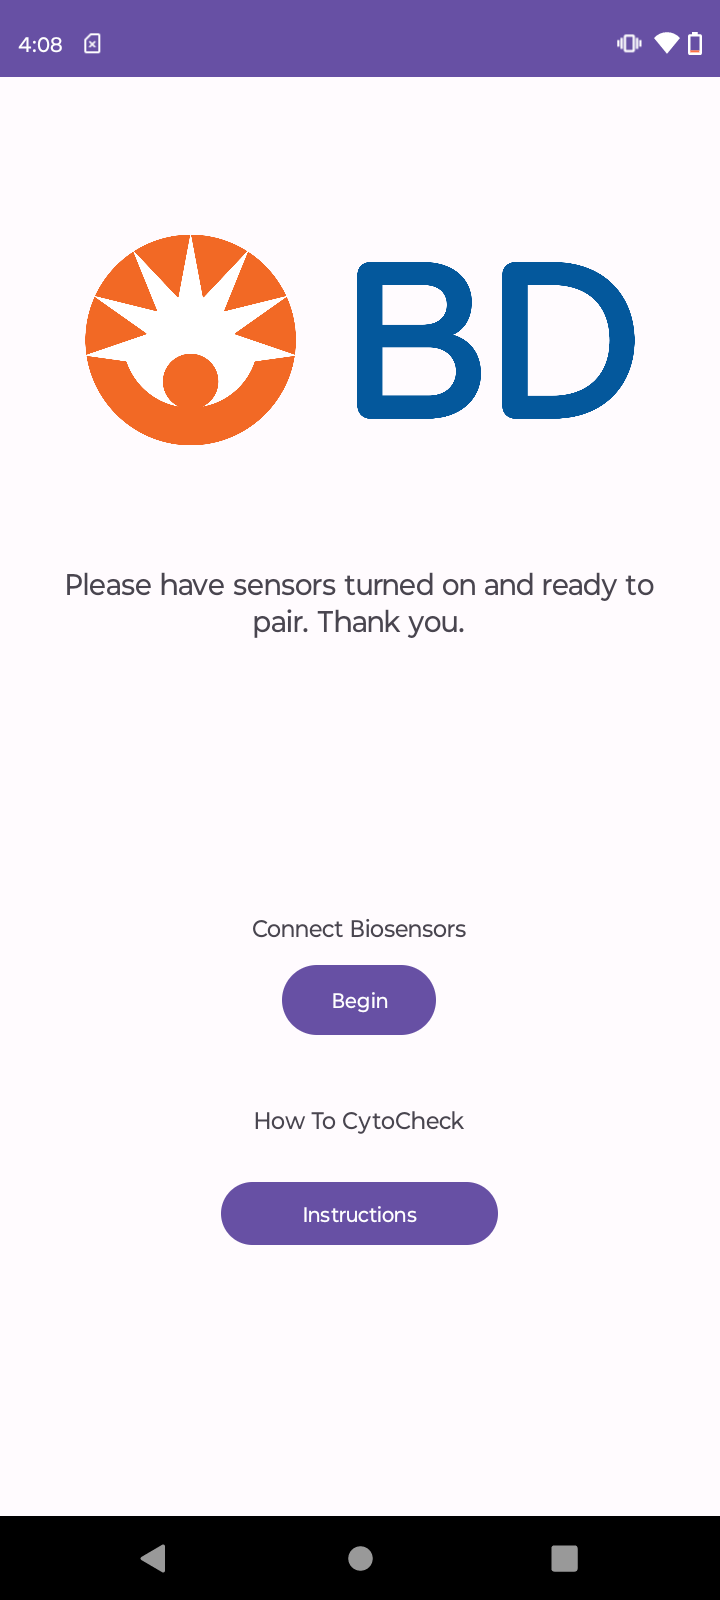 4:08
BD
Please have sensors turned on and ready to
pair. Thank you.
Connect Biosensors
Begin
How To CytoCheck
Instructions